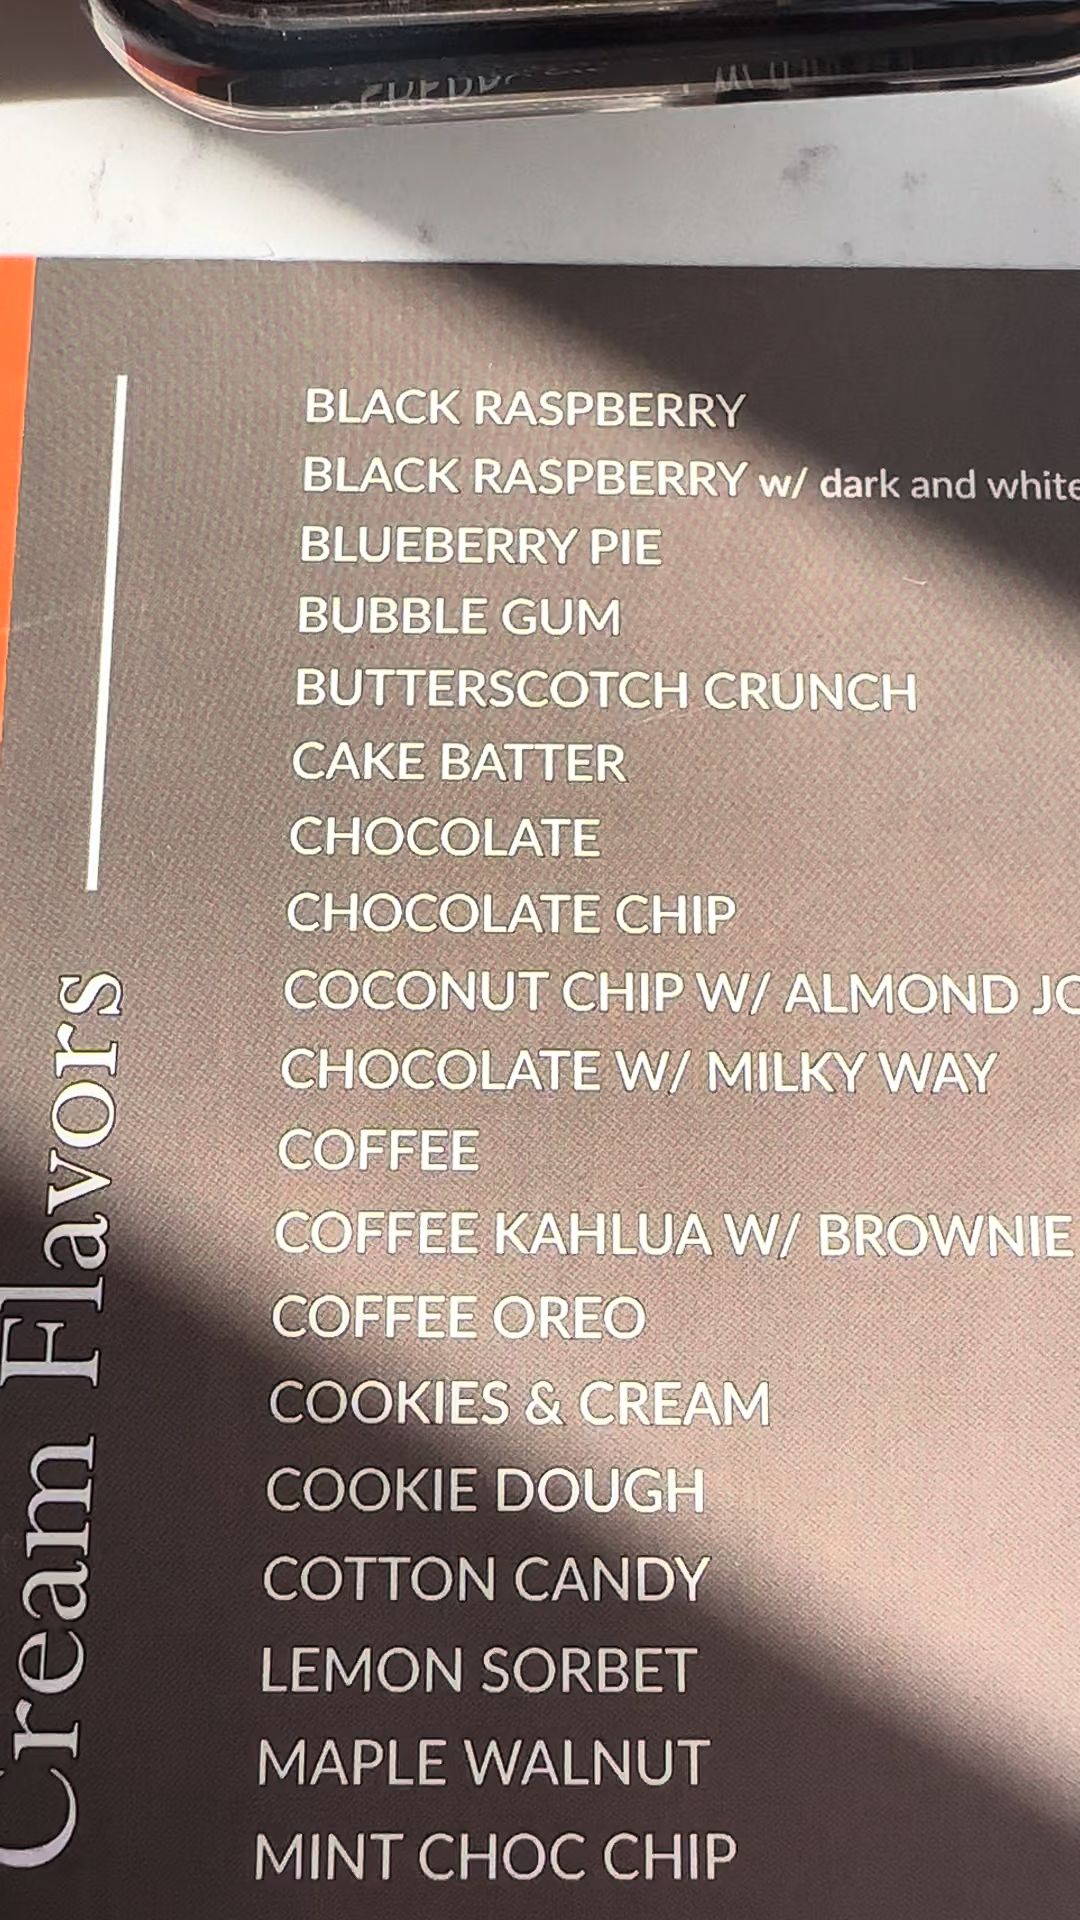 BLACK RASPBERRY
BLACK RASPBERRY w/ dark and white
BLUEBERRY PIE
BUBBLE GUM
BUTTERSCOTCH CRUNCH
CAKE BATTER
CHOCOLATE
CHOCOLATE CHIP
COCONUT CHIP W/ ALMOND JO
CHOCOLATE W/ MILKY WAY
COFFEE
COFFEE KAHLUA W/ BROWNIE
COFFEE OREO
COOKIES & CREAM
COOKIE DOUGH
COTTON CANDY
LEMON SORBET
MAPLE WALNUT
MINT CHOC CHIP
Cream Flavors